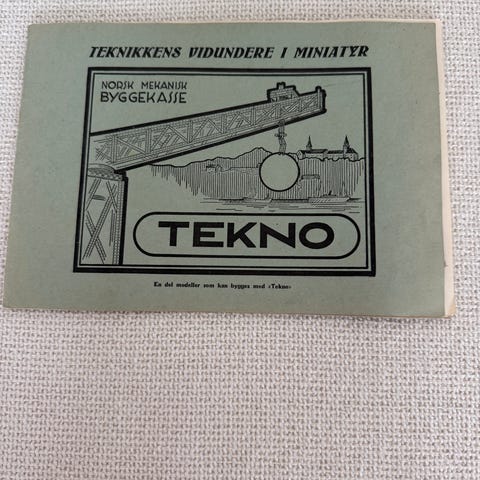 TEKNIKKENS VIDUNDERE I MINIATYR
NORSK MEKANISK
BYGGEKASSE
TEKNO
En del modeller som kan bygges med «Tekno»